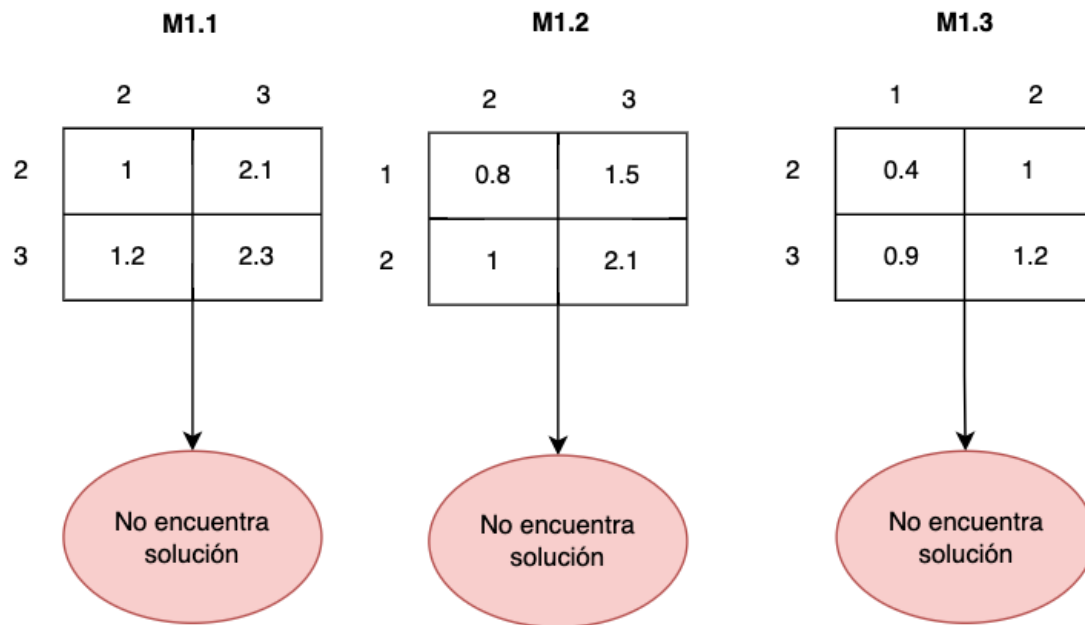 M1.1 M1.2 M1.3
2 3 2 3 1 2
2 1 2.1 1 0.8 1.5 2 0.4 1
3 1.2 2.3 2 1 2.1 3 0.9 1.2
No encuentra No encuentra No encuentra
solución solución solución